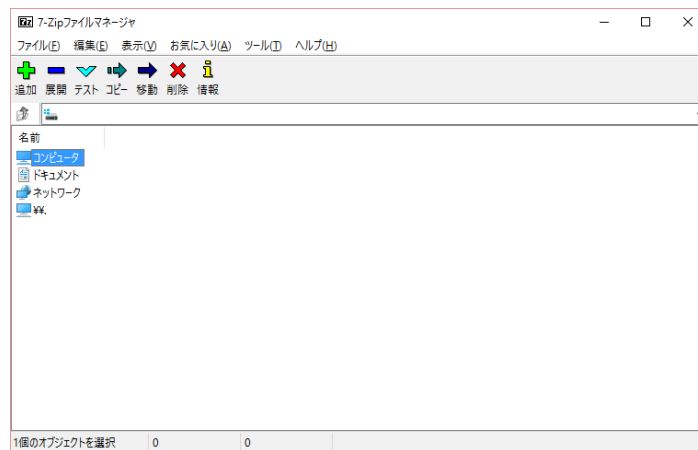 7-Zipファイルマネージャ
ファイル(F) 編集(E) 表示(V) お気に入り(A) ツール(T) ヘルプ(H)
追加 展開 テスト コピー 移動 削除 情報
名前
コンピュータ
ドキュメント
ネットワーク
¥¥.
1個のオブジェクトを選択 0 0